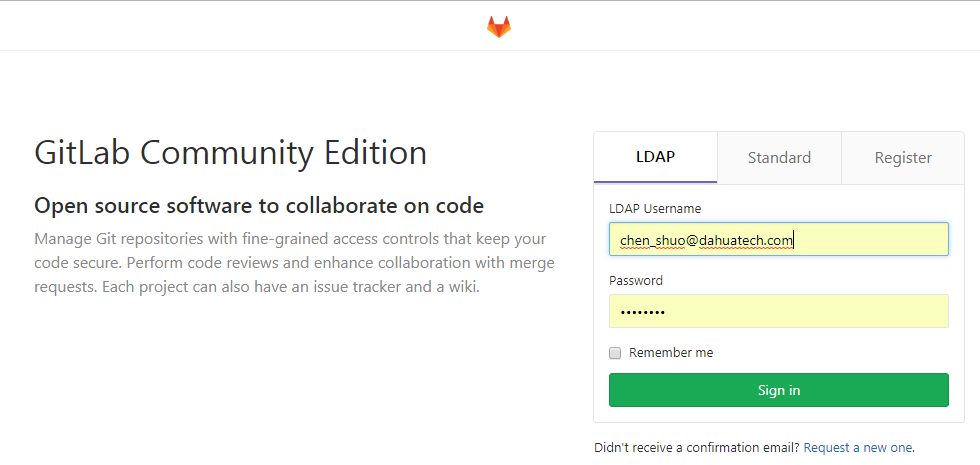 GitLab Community Edition
Open source software to collaborate on code
Manage Git repositories with fine-grained access controls that keep your
code secure. Perform code reviews and enhance collaboration with merge
requests. Each project can also have an issue tracker and a wiki.
LDAP Standard Register
LDAP Username
chen_shuo@dahuatech.com
Password
••••••••
Remember me
Sign in
Didn't receive a confirmation email? Request a new one.